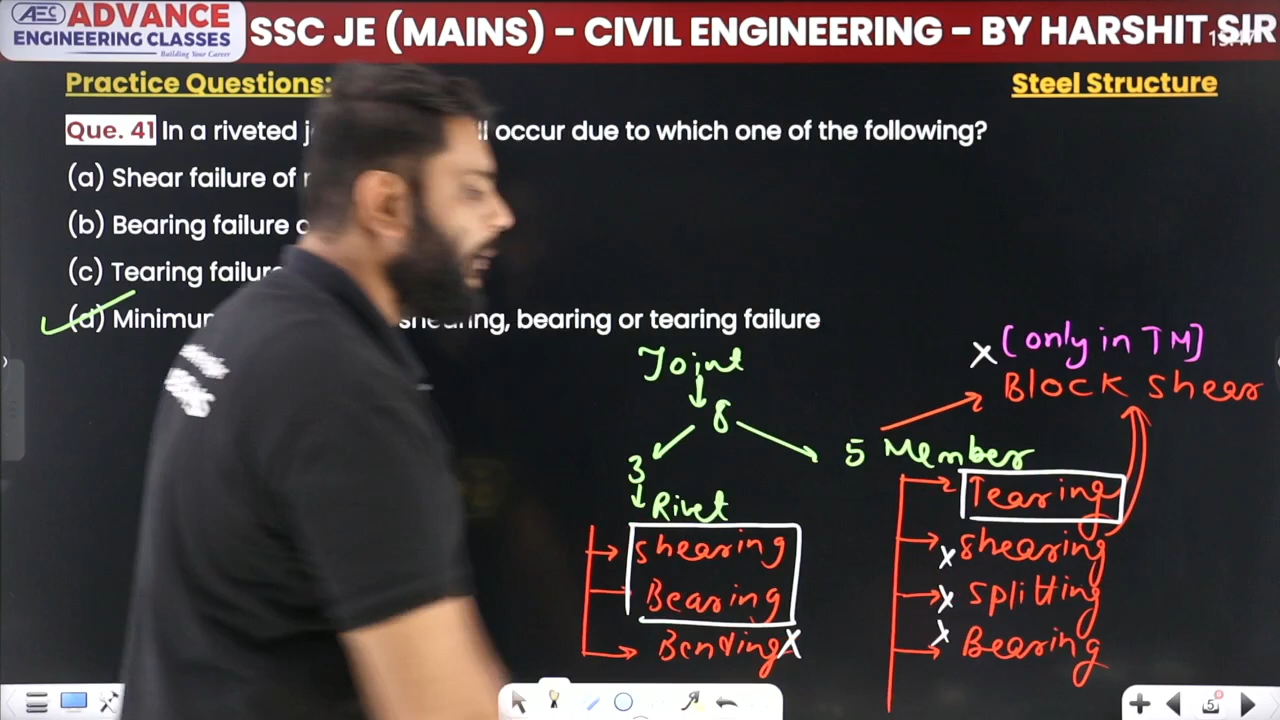 AEC ADVANCE
ENGINEERING CLASSES
Building Your Career
SSC JE (MAINS) - CIVIL ENGINEERING - BY HARSHIT SIR
Practice Questions:
Steel Structure
Que. 41 In a riveted occur due to which one of the following?
(a) Shear failure of
(b) Bearing failure
(c) Tearing
(d) shearing, bearing or tearing failure
Joint
8
3
Rivet
shearing
Bearing
Bending X
5 Member
X (only in TM)
Block shear
Tearing
X shearing
X splitting
X Bearing
5